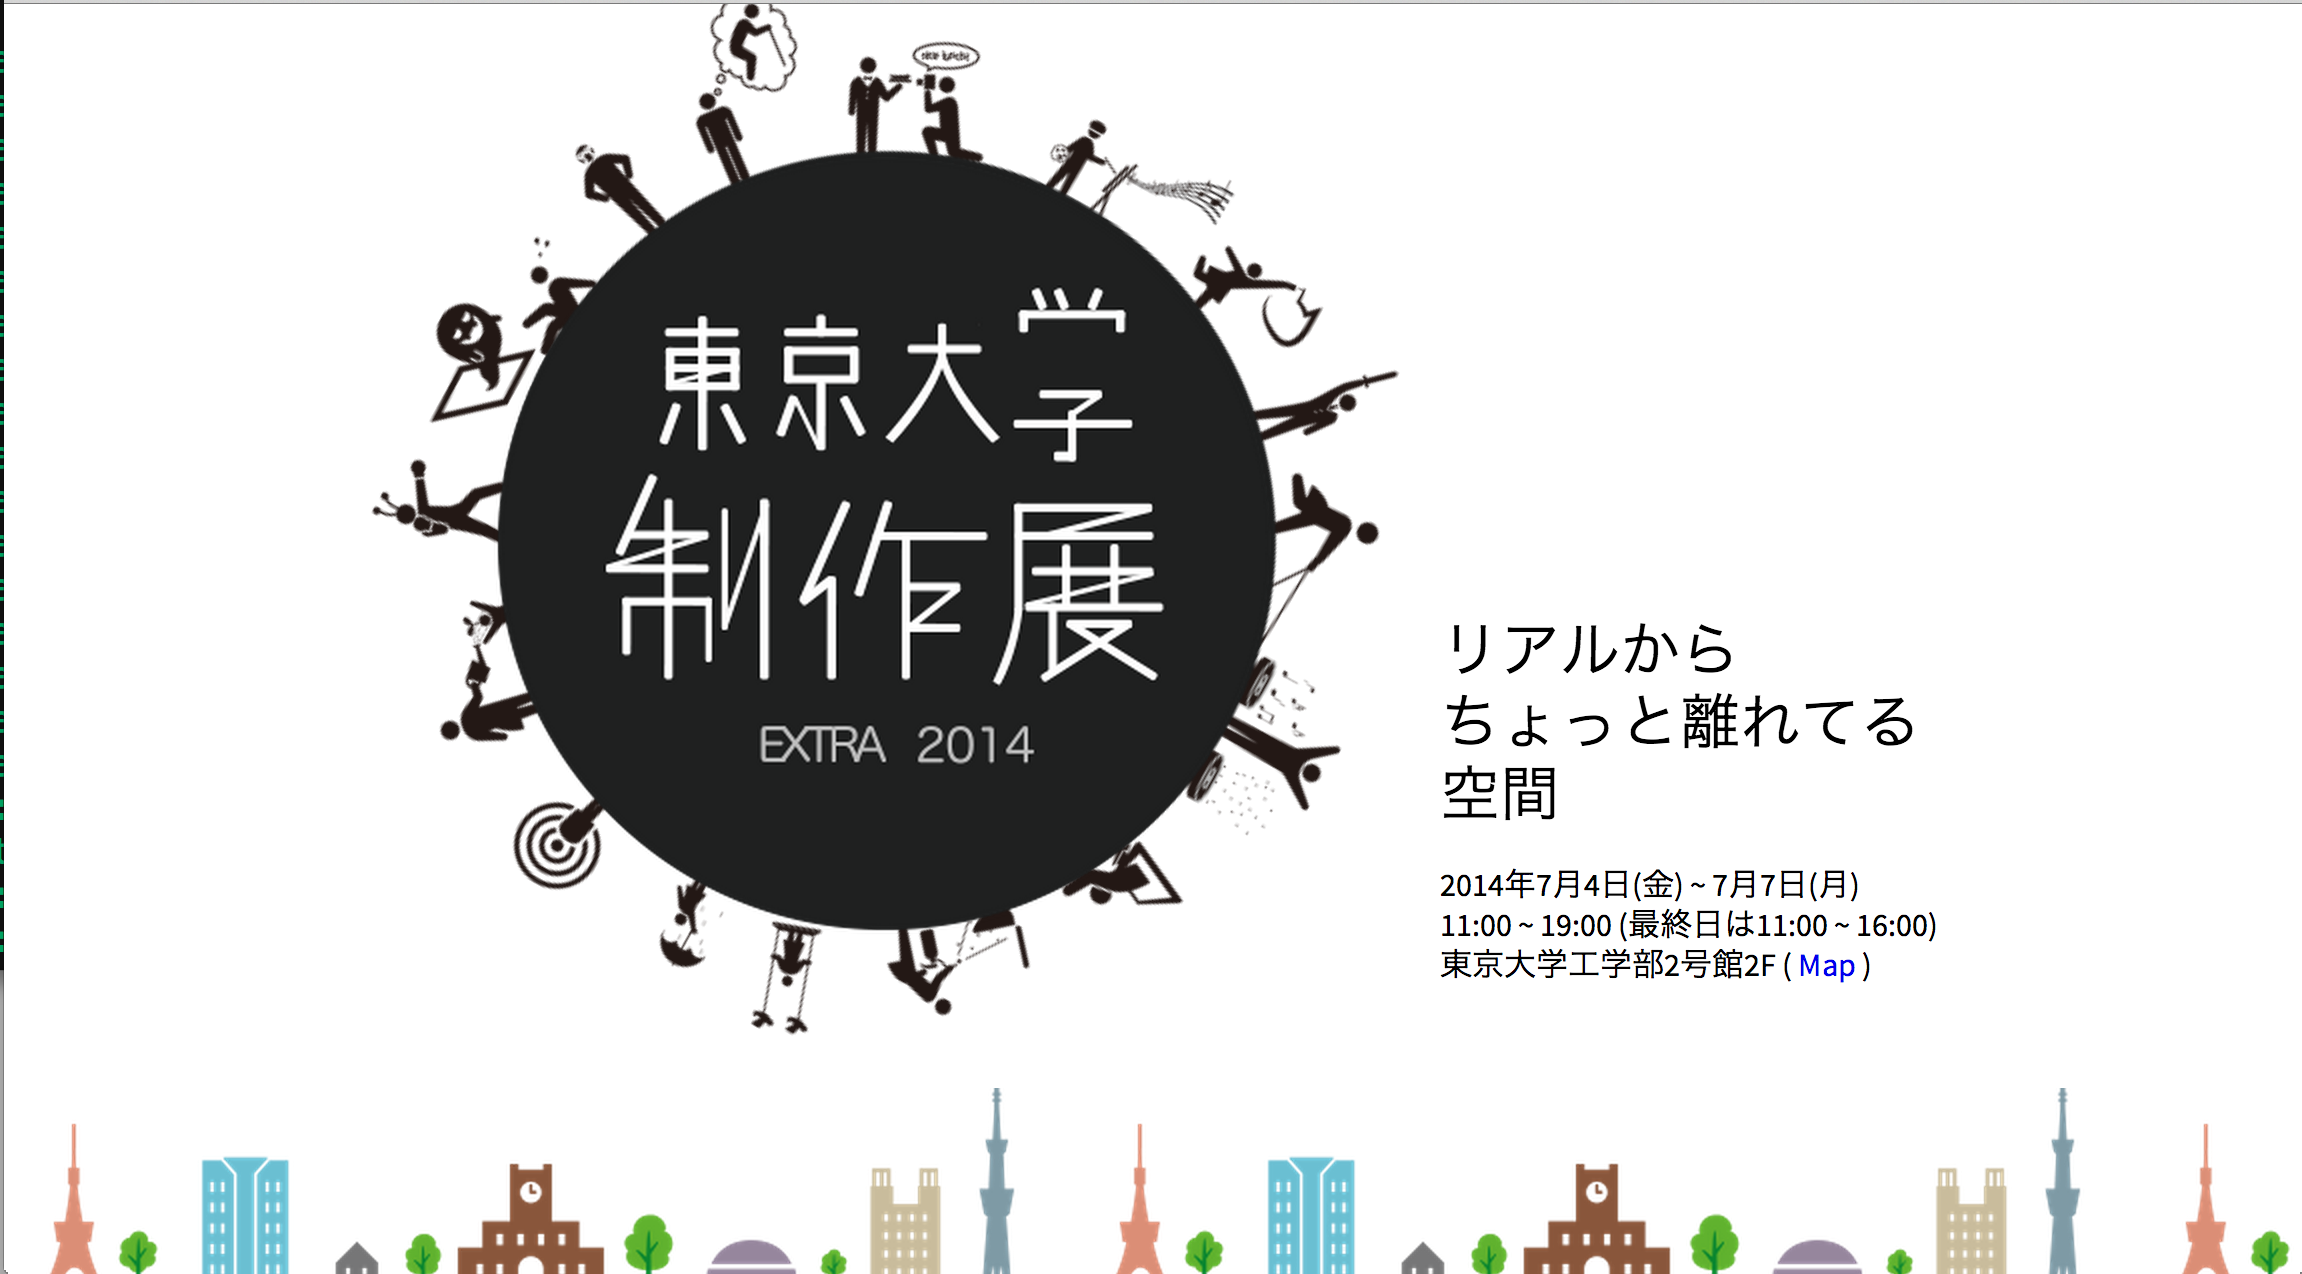 東京大学
制作展
EXTRA 2014
リアルから
ちょっと離れてる
空間
2014年7月4日(金) ~ 7月7日(月)
11:00 ~ 19:00 (最終日は11:00 ~ 16:00)
東京大学工学部2号館2F ( Map )